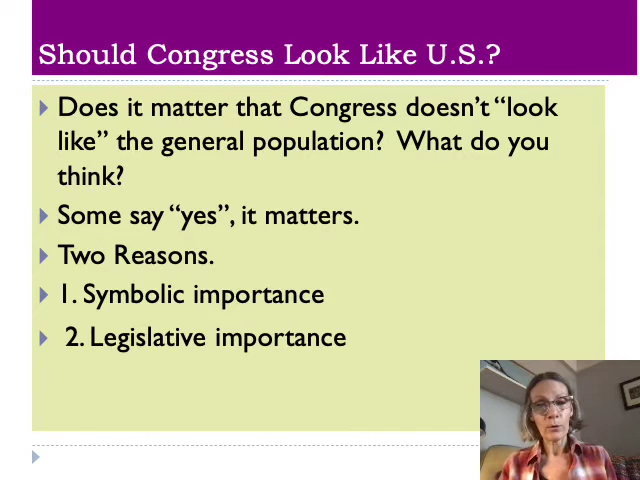 Should Congress Look Like U.S.?
Does it matter that Congress doesn't “look
like” the general population?  What do you
think?
Some say “yes”, it matters.
Two Reasons.
1. Symbolic importance
2. Legislative importance